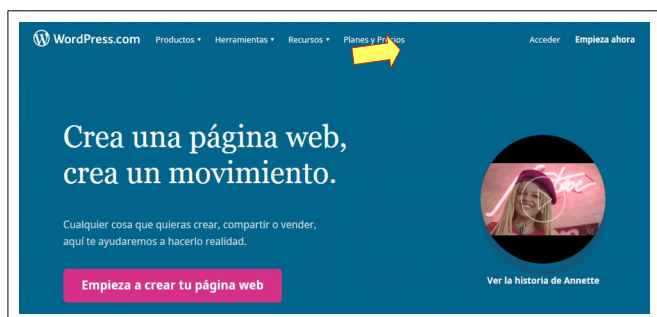 WordPress.com Productos ▾ Herramientas ▾ Recursos ▾ Planes y Precios Acceder Empieza ahora
Crea una página web,
crea un movimiento.
Cualquier cosa que quieras crear, compartir o vender,
aquí te ayudaremos a hacerlo realidad.
Empieza a crear tu página web
Ver la historia de Annette